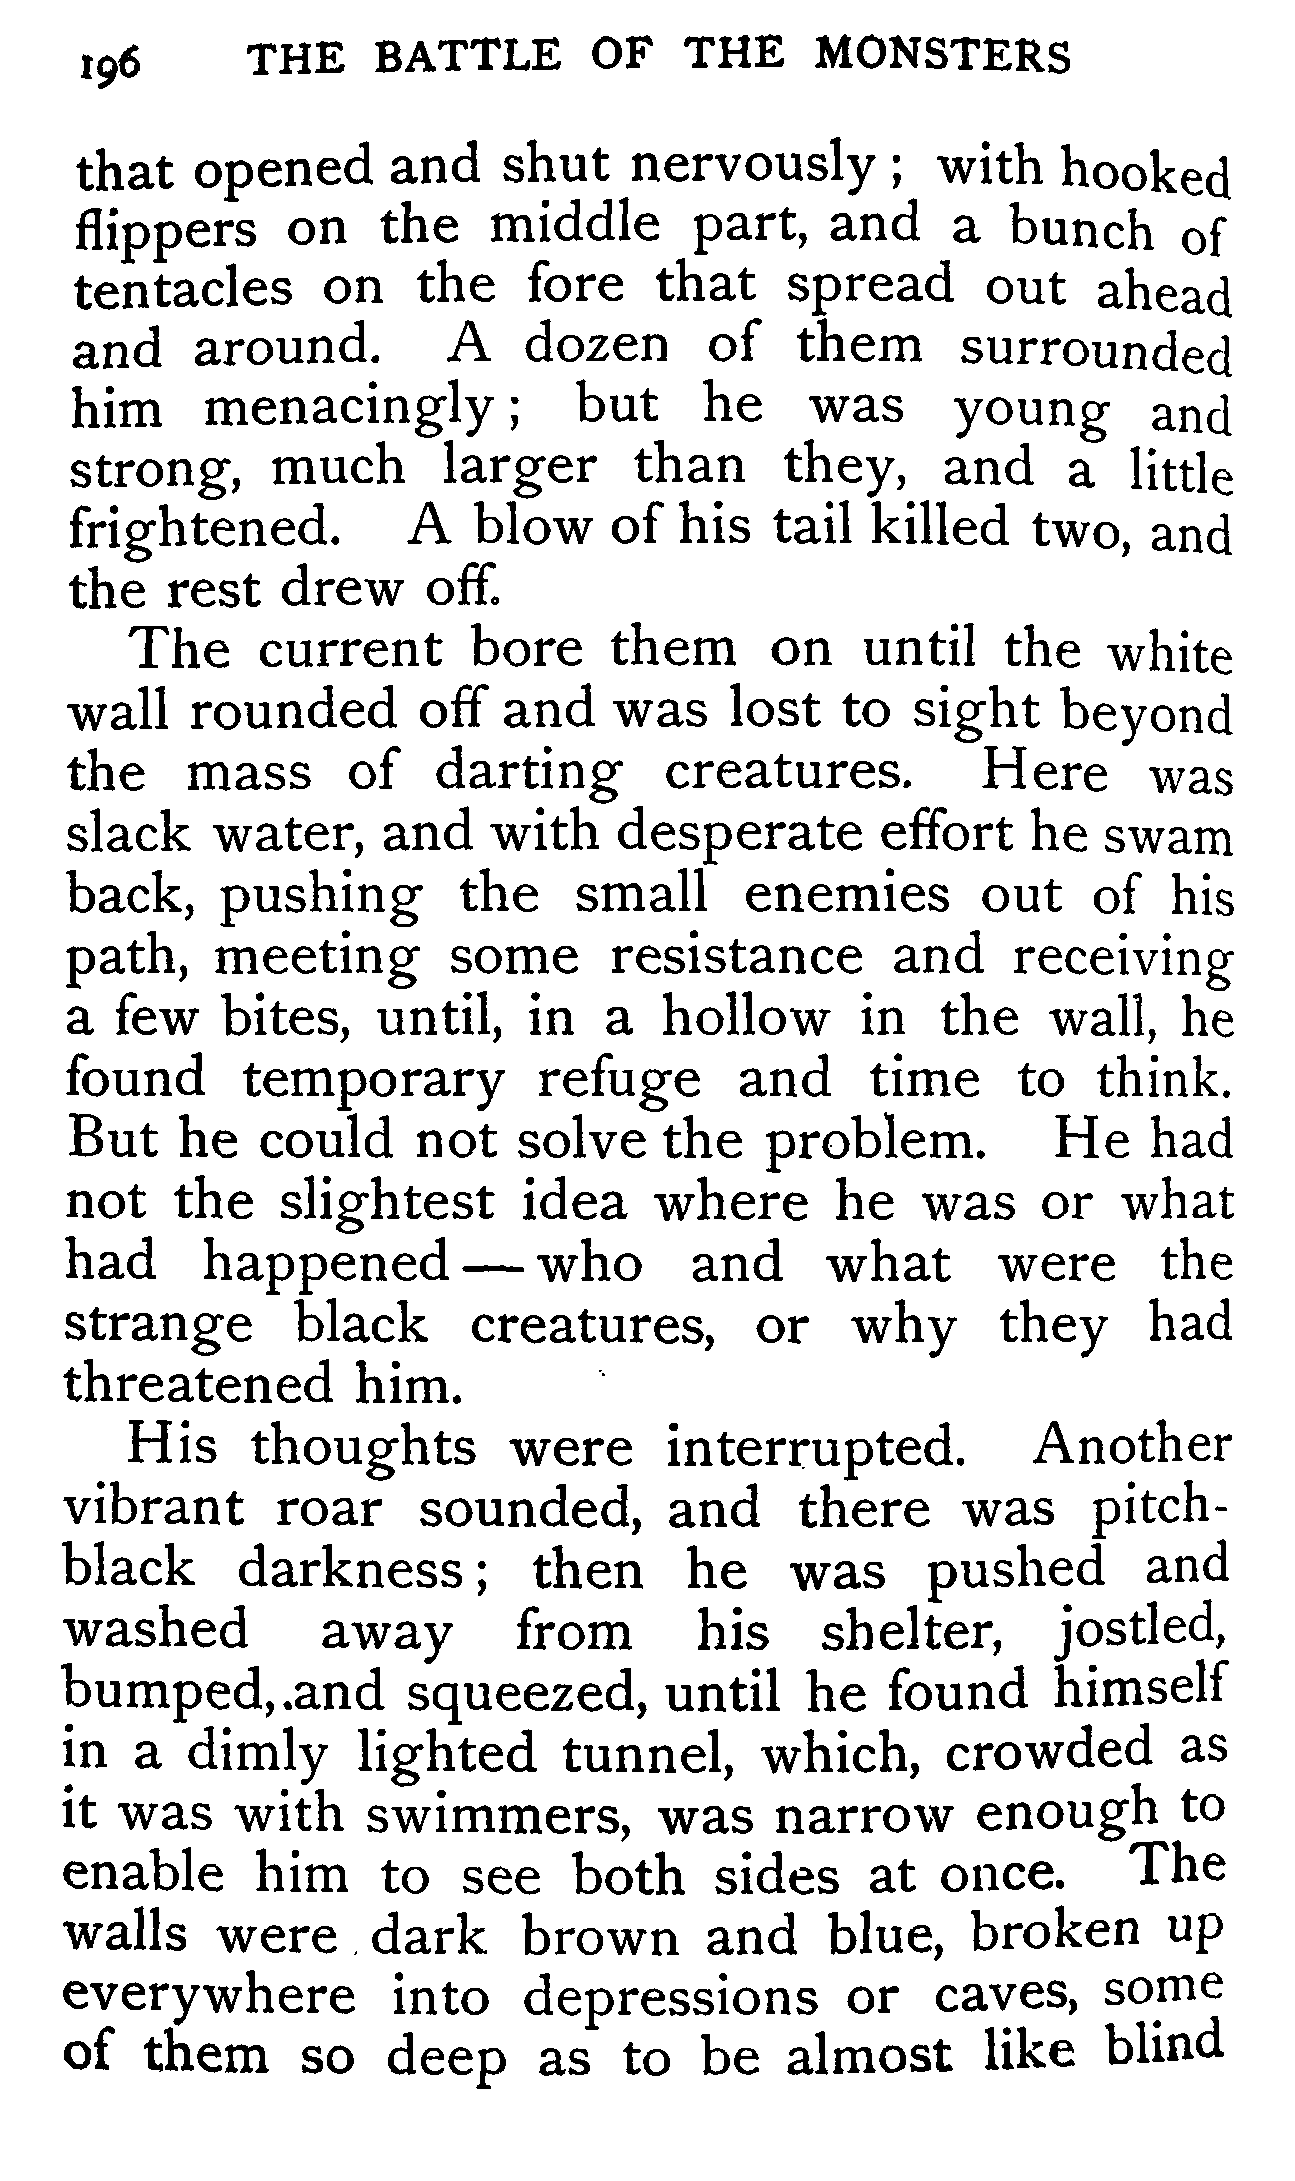 196 THE BATTLE OF THE MONSTERS
that opened and shut nervously ; with hooked
flippers on the middle part, and a bunch of
tentacles on the fore that spread out ahead
and around. A dozen of them surrounded
him menacingly ; but he was young and
strong, much larger than they, and a little
frightened. A blow of his tail killed two, and
the rest drew off.
The current bore them on until the white
wall rounded off and was lost to sight beyond
the mass of darting creatures. Here was
slack water, and with desperate effort he swam
back, pushing the small enemies out of his
path, meeting some resistance and receiving
a few bites, until, in a hollow in the wall, he
found temporary refuge and time to think.
But he could not solve the problem. He had
not the slightest idea where he was or what
had happened — who and what were the
strange black creatures, or why they had
threatened him.
His thoughts were interrupted. Another
vibrant roar sounded, and there was pitch-
black darkness ; then he was pushed and
washed away from his shelter, jostled,
bumped, and squeezed, until he found himself
in a dimly lighted tunnel, which, crowded as
it was with swimmers, was narrow enough to
enable him to see both sides at once. The
walls were dark brown and blue, broken up
everywhere into depressions or caves, some
of them so deep as to be almost like blind